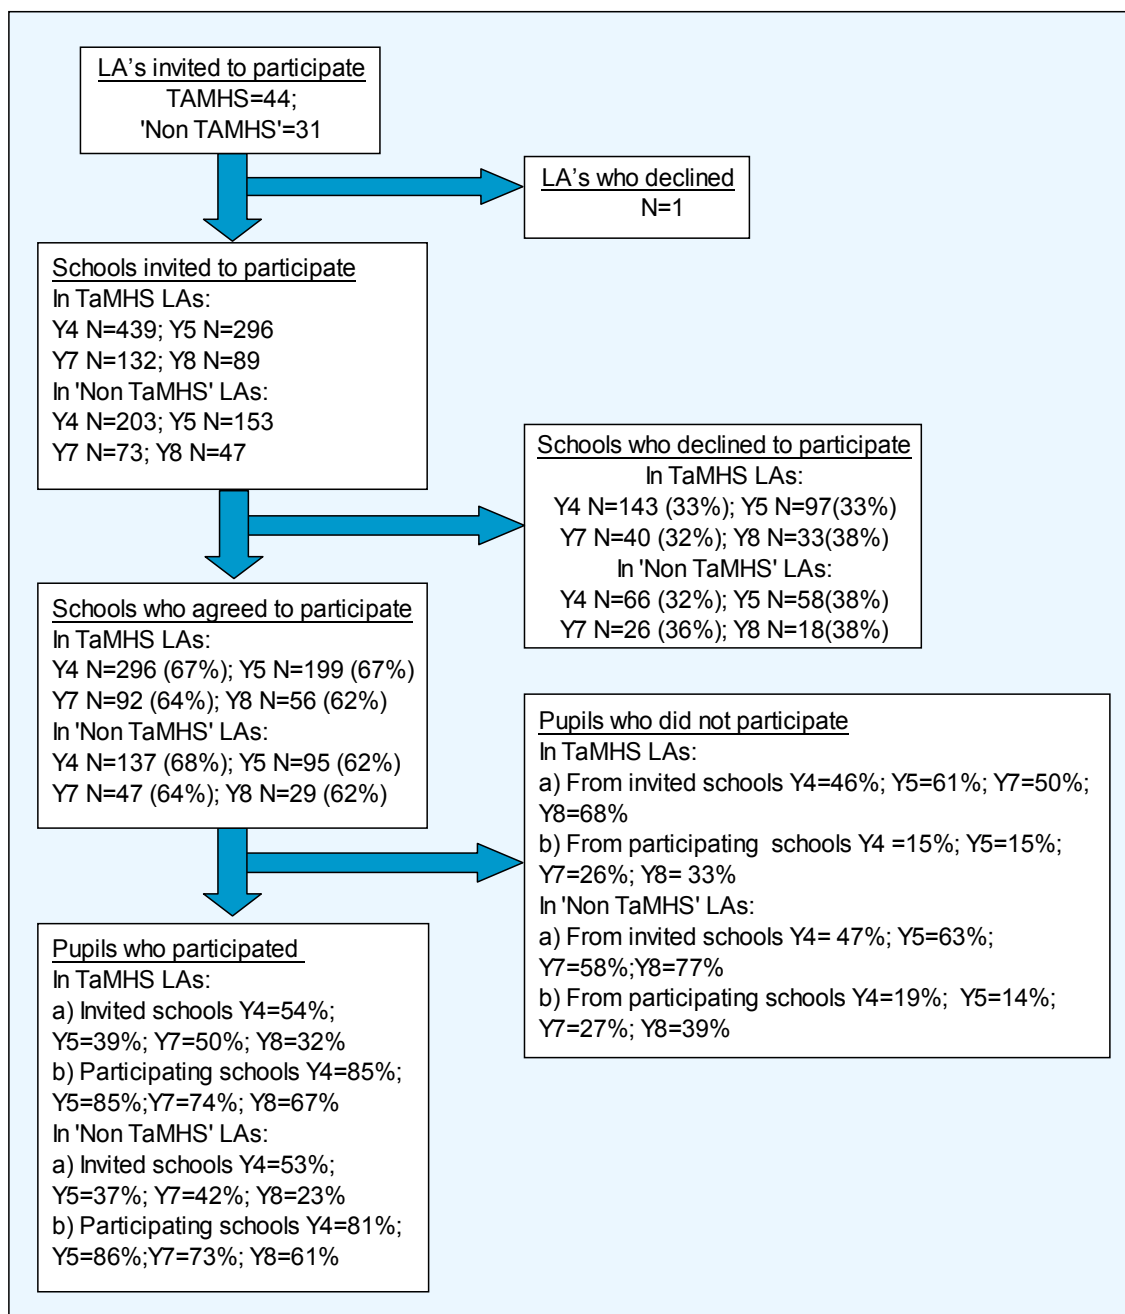 LA's invited to participate
TAMHS=44;
'Non TAMHS'=31
LA's who declined
N=1
Schools invited to participate
In TaMHS LAs:
Y4 N=439; Y5 N=296
Y7 N=132; Y8 N=89
In 'Non TaMHS' LAs:
Y4 N=203; Y5 N=153
Y7 N=73; Y8 N=47
Schools who declined to participate
In TaMHS LAs:
Y4 N=143 (33%); Y5 N=97(33%)
Y7 N=40 (32%); Y8 N=33(38%)
In 'Non TaMHS' LAs:
Y4 N=66 (32%); Y5 N=58(38%)
Y7 N=26 (36%); Y8 N=18(38%)
Schools who agreed to participate
In TaMHS LAs:
Y4 N=296 (67%); Y5 N=199 (67%)
Y7 N=92 (64%); Y8 N=56 (62%)
In 'Non TaMHS' LAs:
Y4 N=137 (68%); Y5 N=95 (62%)
Y7 N=47 (64%); Y8 N=29 (62%)
Pupils who did not participate
In TaMHS LAs:
a) From invited schools Y4=46%; Y5=61%; Y7=50%;
Y8=68%
b) From participating schools Y4 =15%; Y5=15%;
Y7=26%; Y8= 33%
In 'Non TaMHS' LAs:
a) From invited schools Y4= 47%; Y5=63%;
Y7=58%;Y8=77%
b) From participating schools Y4=19%; Y5=14%;
Y7=27%; Y8=39%
Pupils who participated
In TaMHS LAs:
a) Invited schools Y4=54%;
Y5=39%; Y7=50%; Y8=32%
b) Participating schools Y4=85%;
Y5=85%;Y7=74%; Y8=67%
In 'Non TaMHS' LAs:
a) Invited schools Y4=53%;
Y5=37%; Y7=42%; Y8=23%
b) Participating schools Y4=81%;
Y5=86%;Y7=73%; Y8=61%